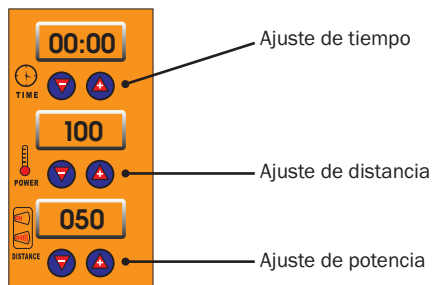 00:00
Ajuste de tiempo
TIME
100
Ajuste de distancia
POWER
050
DISTANCE
Ajuste de potencia